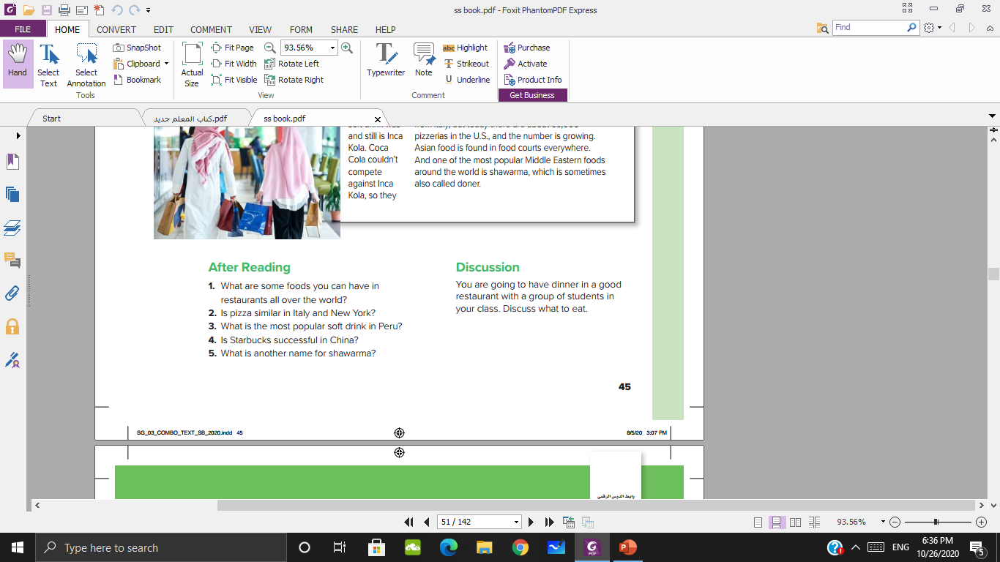 ss book.pdf - Foxit PhantomPDF Express
FILE
HOME
CONVERT
EDIT
COMMENT
VIEW
FORM
SHARE
HELP
Find
Hand
Select
Text
Select
Annotation
SnapShot
Clipboard
Bookmark
Tools
Actual
Size
Fit Page
Fit Width
Fit Visible
93.56%
Rotate Left
Rotate Right
View
Typewriter
Note
abc Highlight
T Strikeout
U Underline
Comment
Purchase
Activate
Product Info
Get Business
Start
كتاب المعلم جديد.pdf
ss book.pdf
and still is Inca
Kola. Coca
Cola couldn't
compete
against Inca
Kola, so they
pizzerias in the U.S., and the number is growing.
Asian food is found in food courts everywhere.
And one of the most popular Middle Eastern foods
around the world is shawarma, which is sometimes
also called doner.
After Reading
1. What are some foods you can have in
restaurants all over the world?
2. Is pizza similar in Italy and New York?
3. What is the most popular soft drink in Peru?
4. Is Starbucks successful in China?
5. What is another name for shawarma?
Discussion
You are going to have dinner in a good
restaurant with a group of students in
your class. Discuss what to eat.
45
SG_03_COMBO_TEXT_SB_2020.indd 45
8/5/20 3:07 PM
رابط الدرس الرقمي
51 / 142
93.56%
Type here to search
ENG
6:36 PM
10/26/2020
5